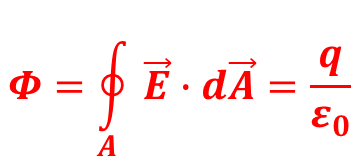 Φ = ∮_A E⃗ · dA⃗ = q/ε₀